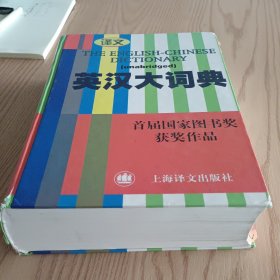 译文
THE ENGLISH-CHINESE
DICTIONARY
(unabridged)
英汉大词典
首届国家图书奖
获奖作品
上海译文出版社